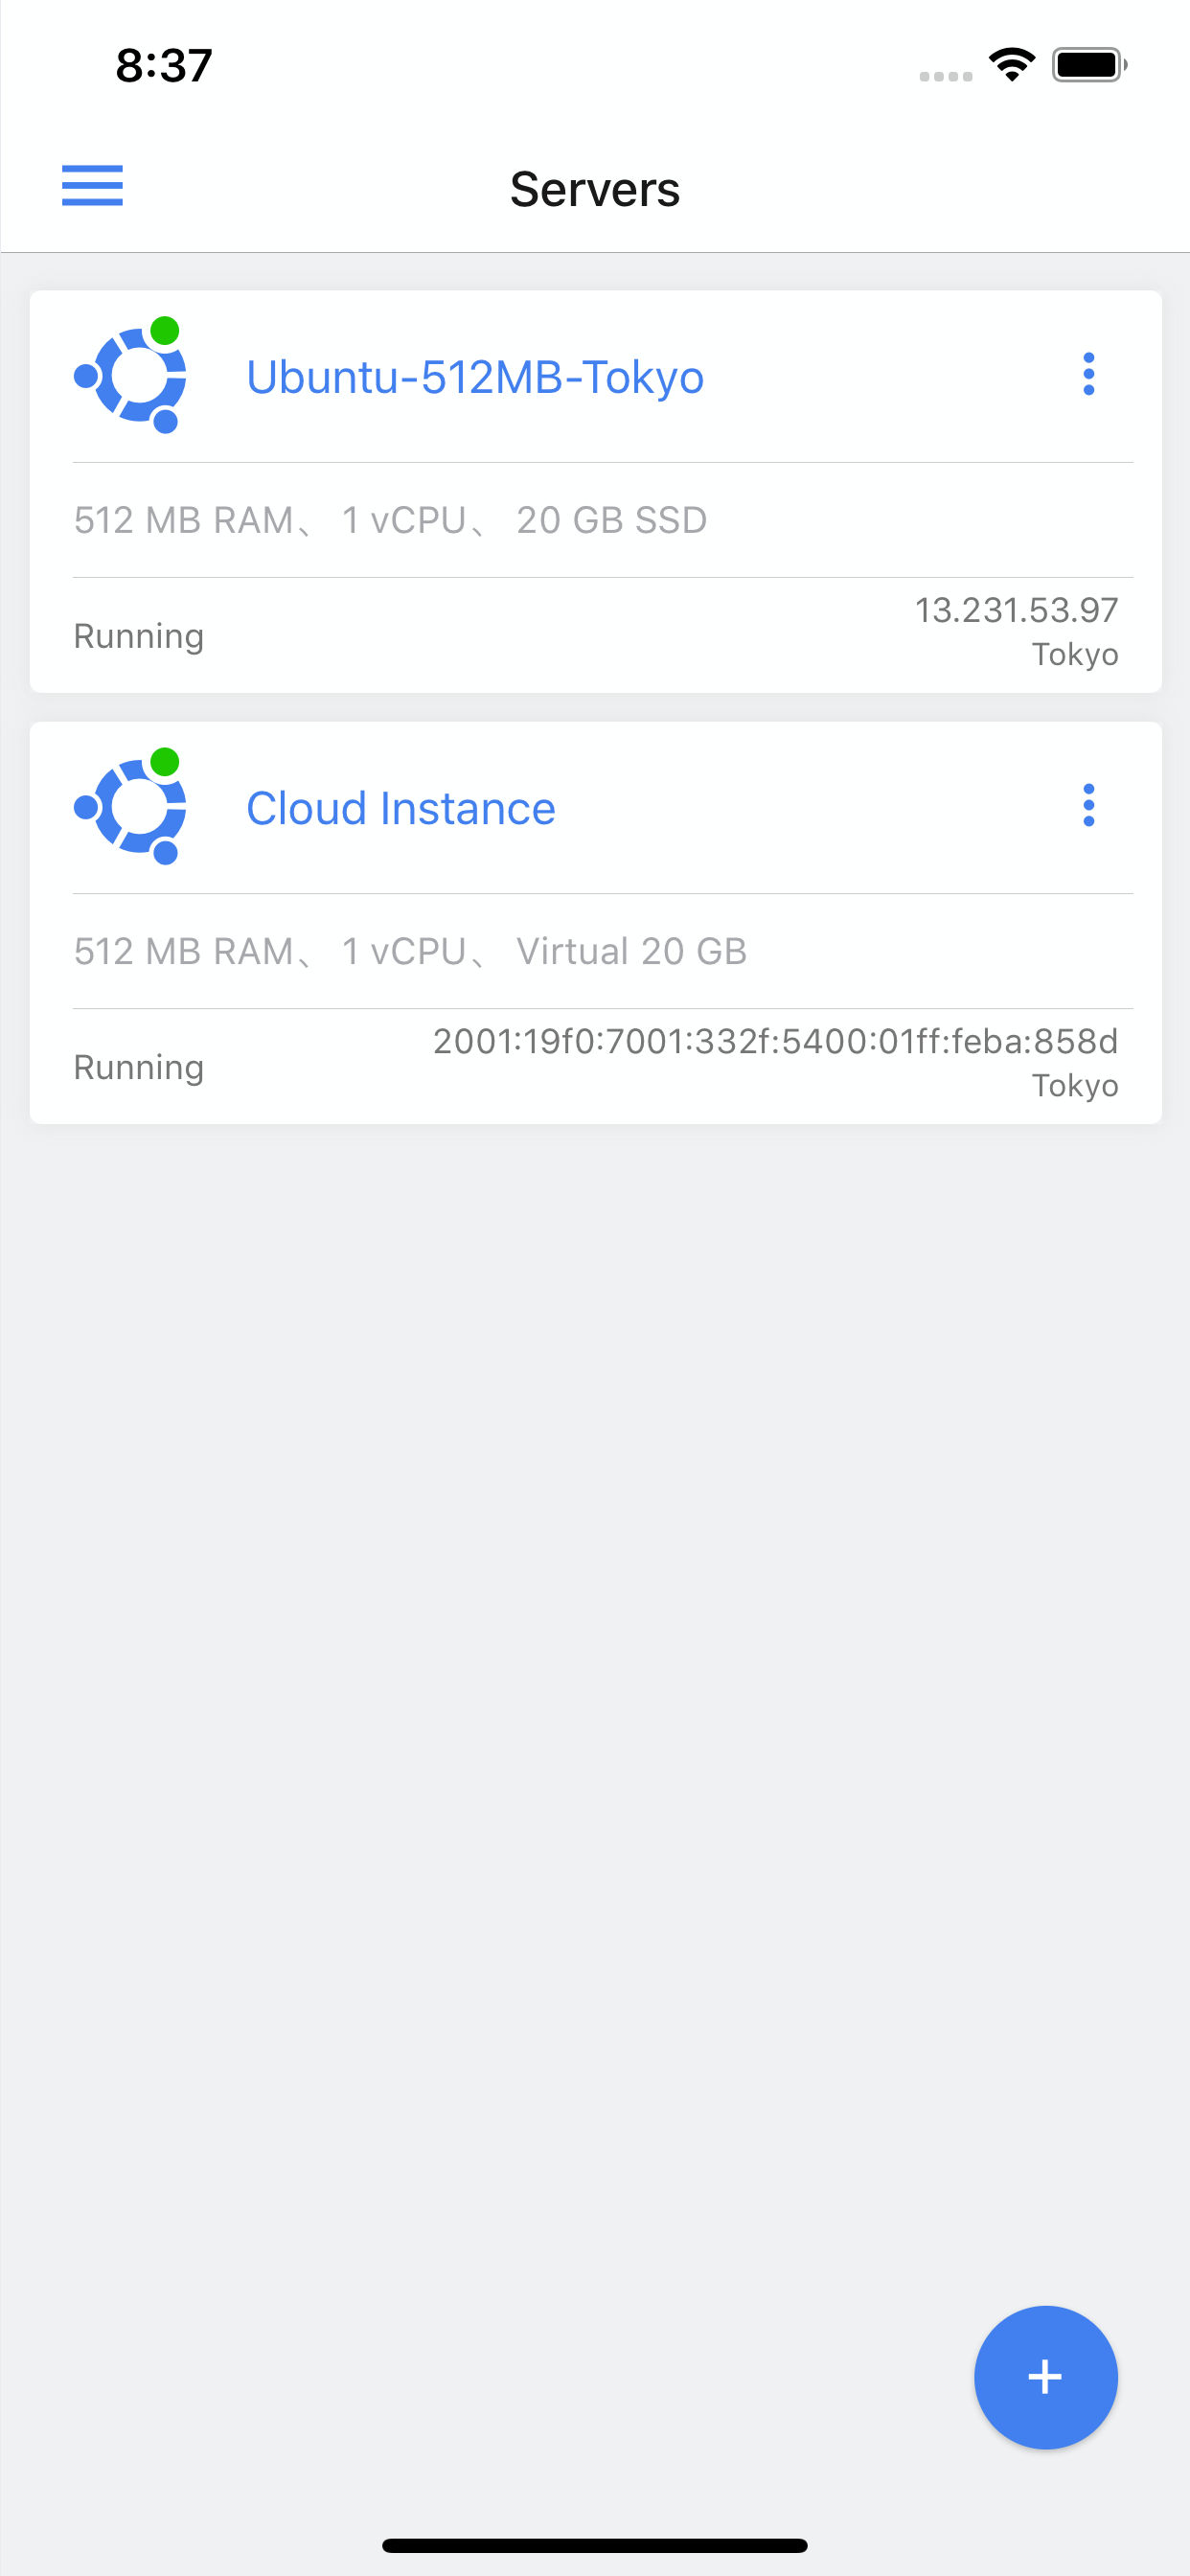 8:37
Servers
Ubuntu-512MB-Tokyo
512 MB RAM、 1 vCPU、 20 GB SSD
13.231.53.97
Running
Tokyo
Cloud Instance
512 MB RAM、 1 vCPU、 Virtual 20 GB
2001:19f0:7001:332f:5400:01ff:feba:858d
Running
Tokyo
+